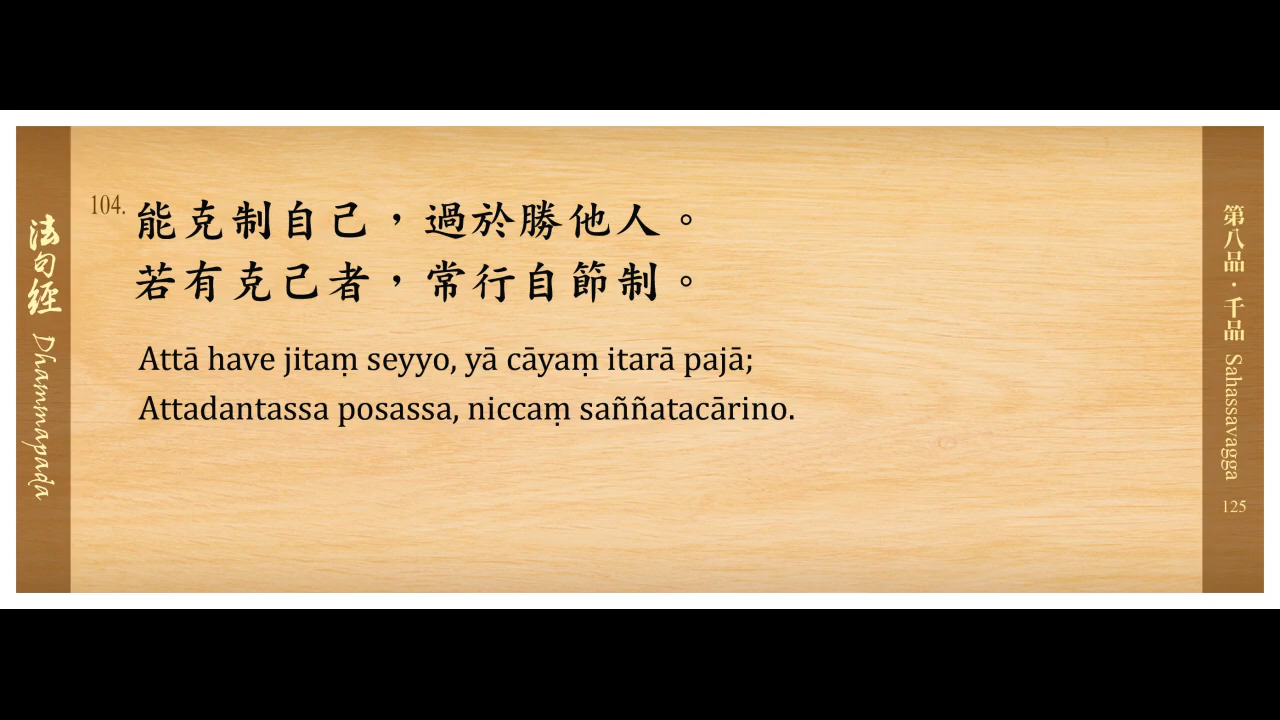 法句經 Dhammapada
104. 能克制自己，過於勝他人。
若有克己者，常行自節制。
Attā have jitaṃ seyyo, yā cāyaṃ itarā pajā;
Attadantassa posassa, niccaṃ saññatacārino.
第八品・千品 Sahassavagga 125